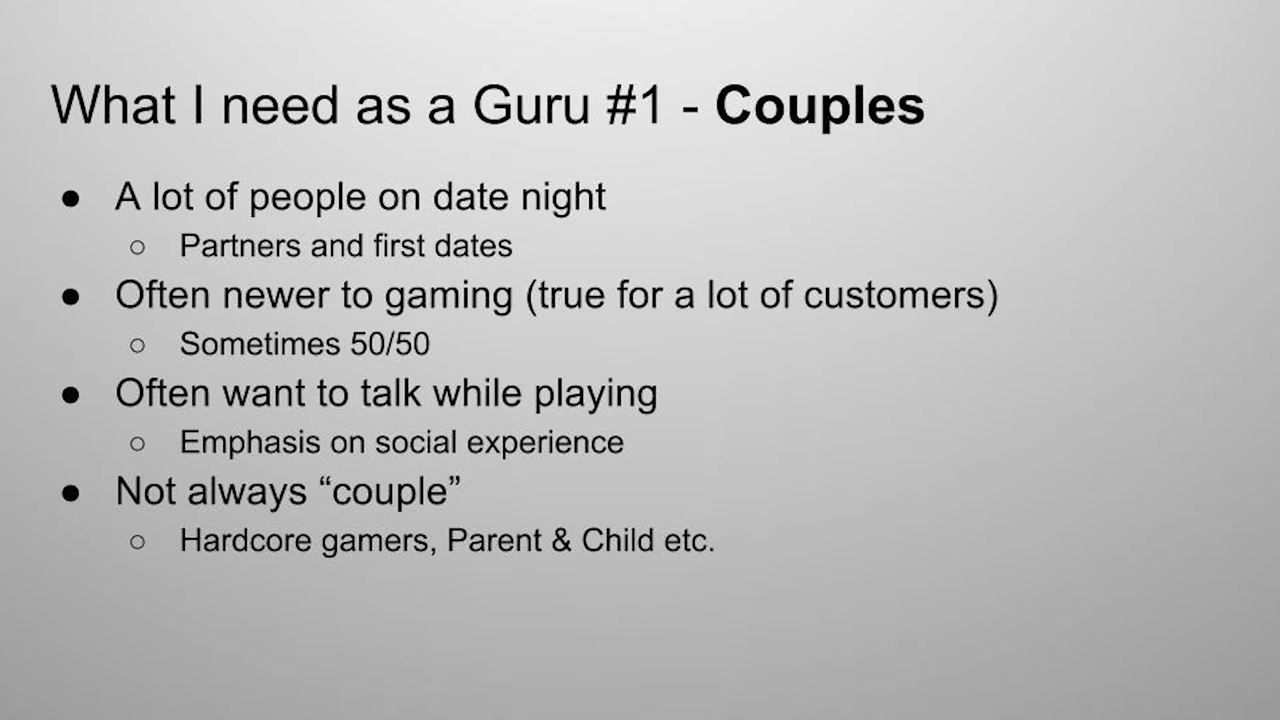 What I need as a Guru #1 - Couples
● A lot of people on date night
○ Partners and first dates
● Often newer to gaming (true for a lot of customers)
○ Sometimes 50/50
● Often want to talk while playing
○ Emphasis on social experience
● Not always “couple”
○ Hardcore gamers, Parent & Child etc.